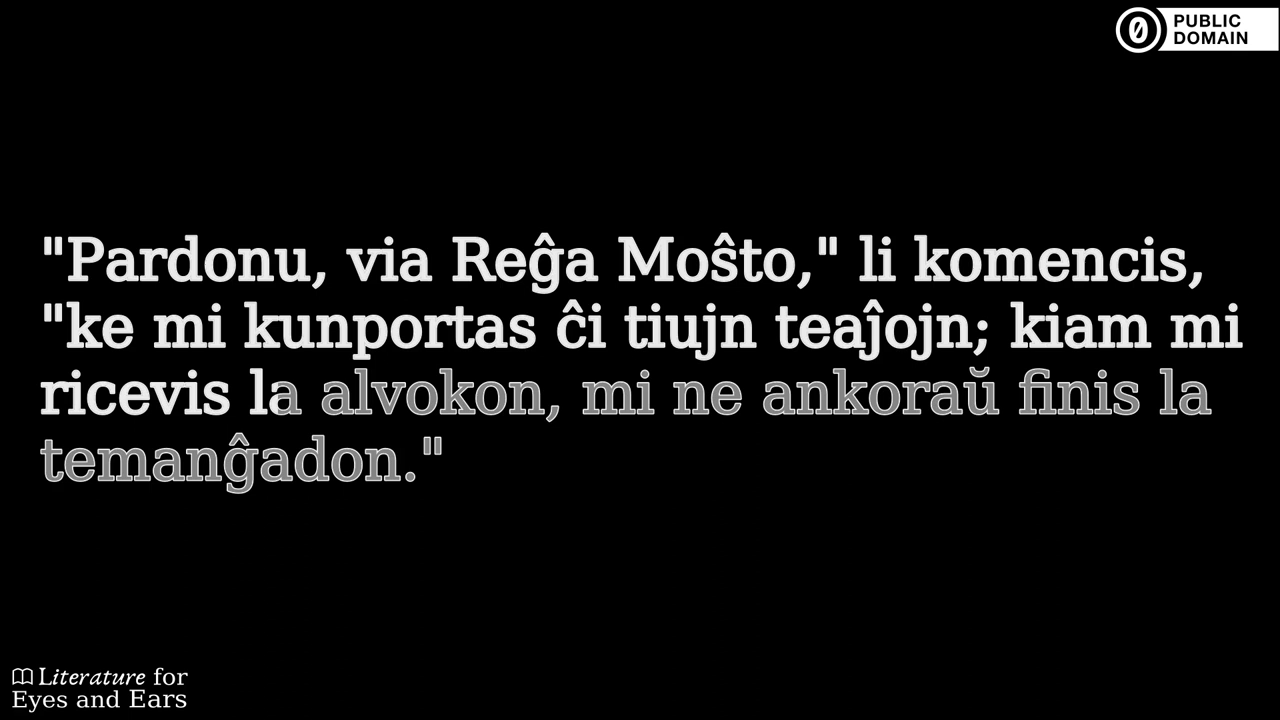 PUBLIC
DOMAIN
"Pardonu, via Reĝa Moŝto," li komencis,
"ke mi kunportas ĉi tiujn teaĵojn; kiam mi
ricevis la alvokon, mi ne ankoraŭ finis la
temanĝadon."
Literature for
Eyes and Ears